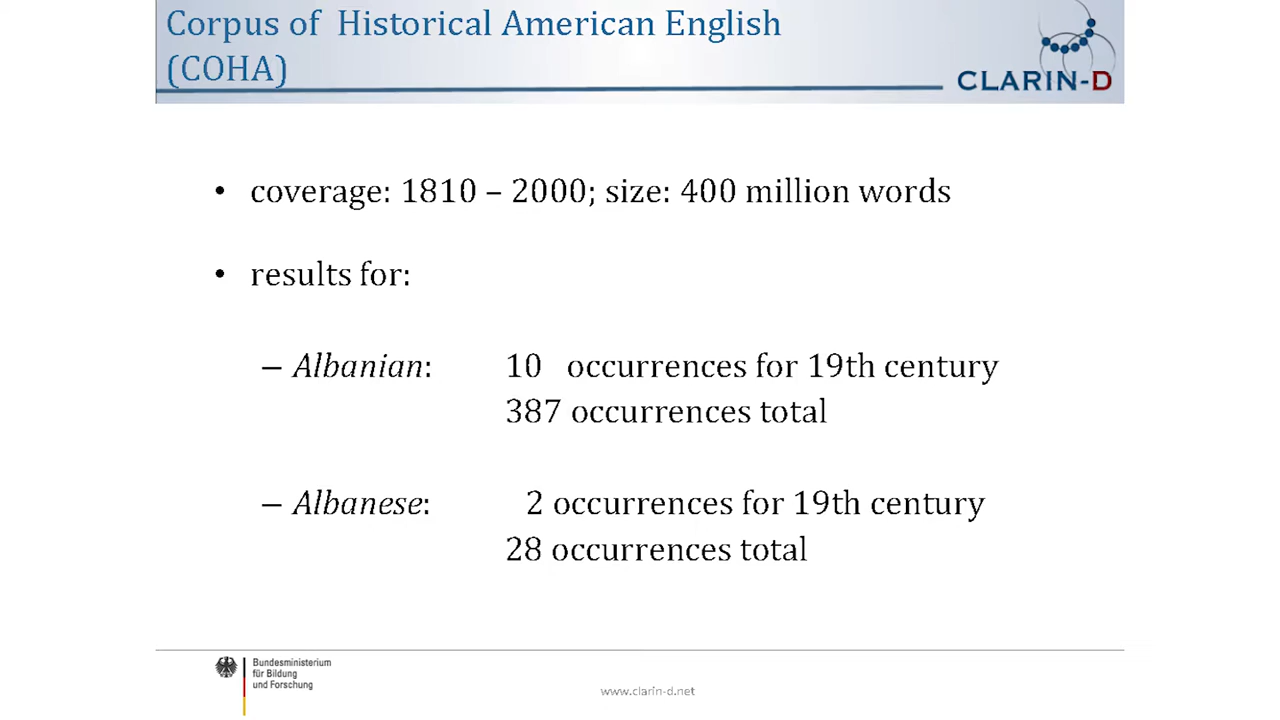 Corpus of Historical American English
(COHA)
CLARIN-D
• coverage: 1810 – 2000; size: 400 million words
• results for:
– Albanian: 10 occurrences for 19th century
387 occurrences total
– Albanese: 2 occurrences for 19th century
28 occurrences total
Bundesministerium
für Bildung
und Forschung
www.clarin-d.net